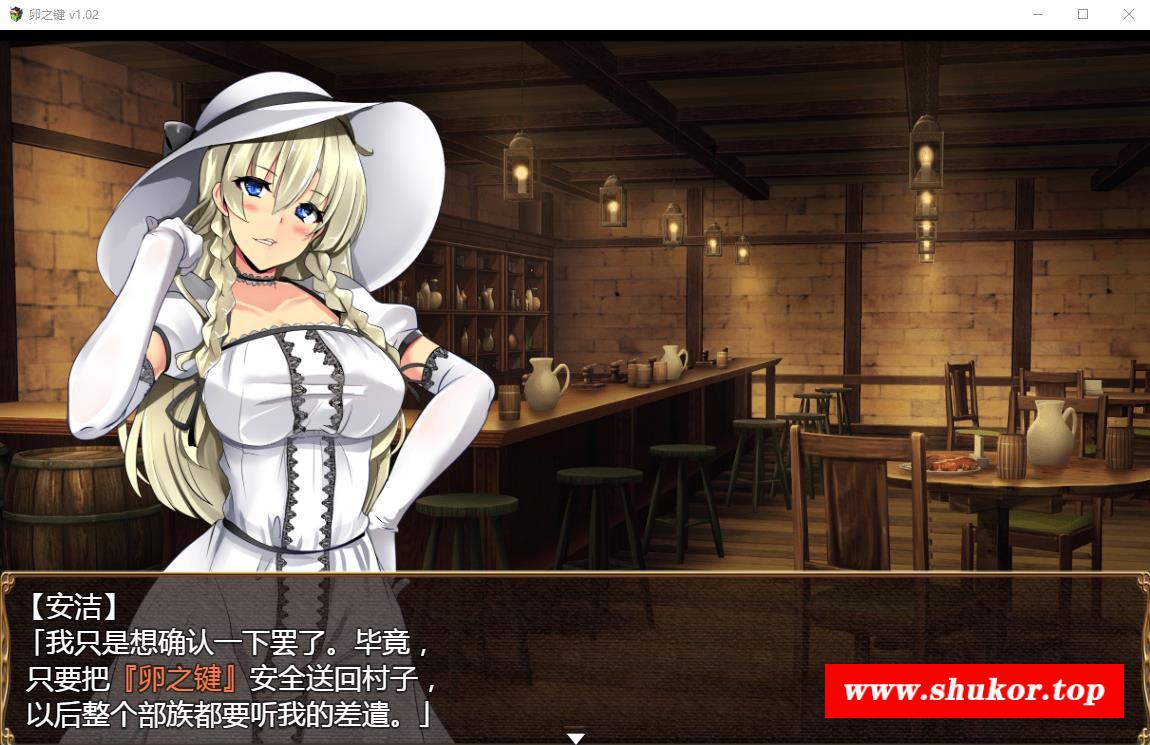 卵之键 v1.02
【安洁】
「我只是想确认一下罢了。毕竟，
只要把『卵之键』安全送回村子，
以后整个部族都要听我的差遣。」
www.shukor.top